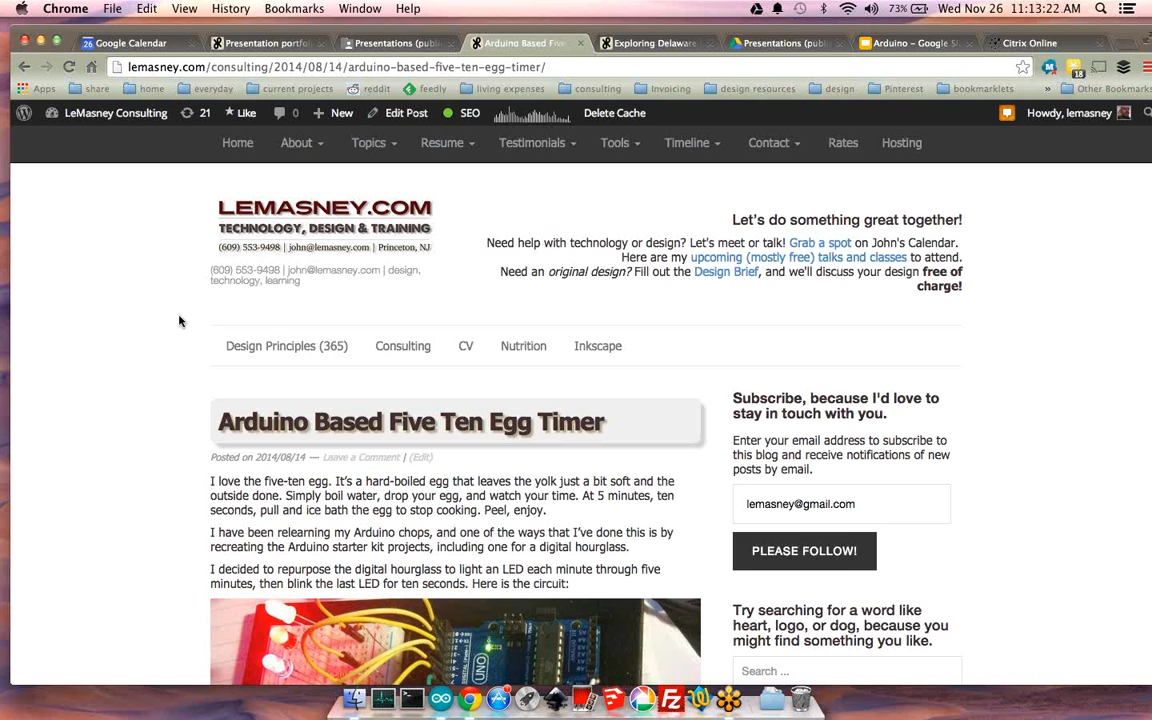 Chrome File Edit View History Bookmarks Window Help 73% Wed Nov 26 11:13:22 AM
26 Google Calendar Presentation portfo Presentations (publ Arduino Based Five Exploring Delaware Presentations (publ Arduino – Google Sl Citrix Online
lemasney.com/consulting/2014/08/14/arduino-based-five-ten-egg-timer/ 18
Apps share home everyday current projects reddit feedly living expenses consulting Invoicing design resources Pinterest design bookmarklets » Other Bookmarks
LeMasney Consulting 21 Like 0 New Edit Post SEO Delete Cache Howdy, lemasney
Home About Topics Resume Testimonials Tools Timeline Contact Rates Hosting
LEMASNEY.COM
TECHNOLOGY, DESIGN & TRAINING
(609) 553-9498 | john@lemasney.com | Princeton, NJ
(609) 553-9498 | john@lemasney.com | design,
technology, learning
Let's do something great together!
Need help with technology or design? Let's meet or talk! Grab a spot on John's Calendar.
Here are my upcoming (mostly free) talks and classes to attend.
Need an original design? Fill out the Design Brief, and we'll discuss your design free of
charge!
Design Principles (365) Consulting CV Nutrition Inkscape
Arduino Based Five Ten Egg Timer
Posted on 2014/08/14 — Leave a Comment | (Edit)
I love the five-ten egg. It's a hard-boiled egg that leaves the yolk just a bit soft and the
outside done. Simply boil water, drop your egg, and watch your time. At 5 minutes, ten
seconds, pull and ice bath the egg to stop cooking. Peel, enjoy.
I have been relearning my Arduino chops, and one of the ways that I've done this is by
recreating the Arduino starter kit projects, including one for a digital hourglass.
I decided to repurpose the digital hourglass to light an LED each minute through five
minutes, then blink the last LED for ten seconds. Here is the circuit:
UNO
Subscribe, because I'd love to
stay in touch with you.
Enter your email address to subscribe to
this blog and receive notifications of new
posts by email.
lemasney@gmail.com
PLEASE FOLLOW!
Try searching for a word like
heart, logo, or dog, because you
might find something you like.
Search ...